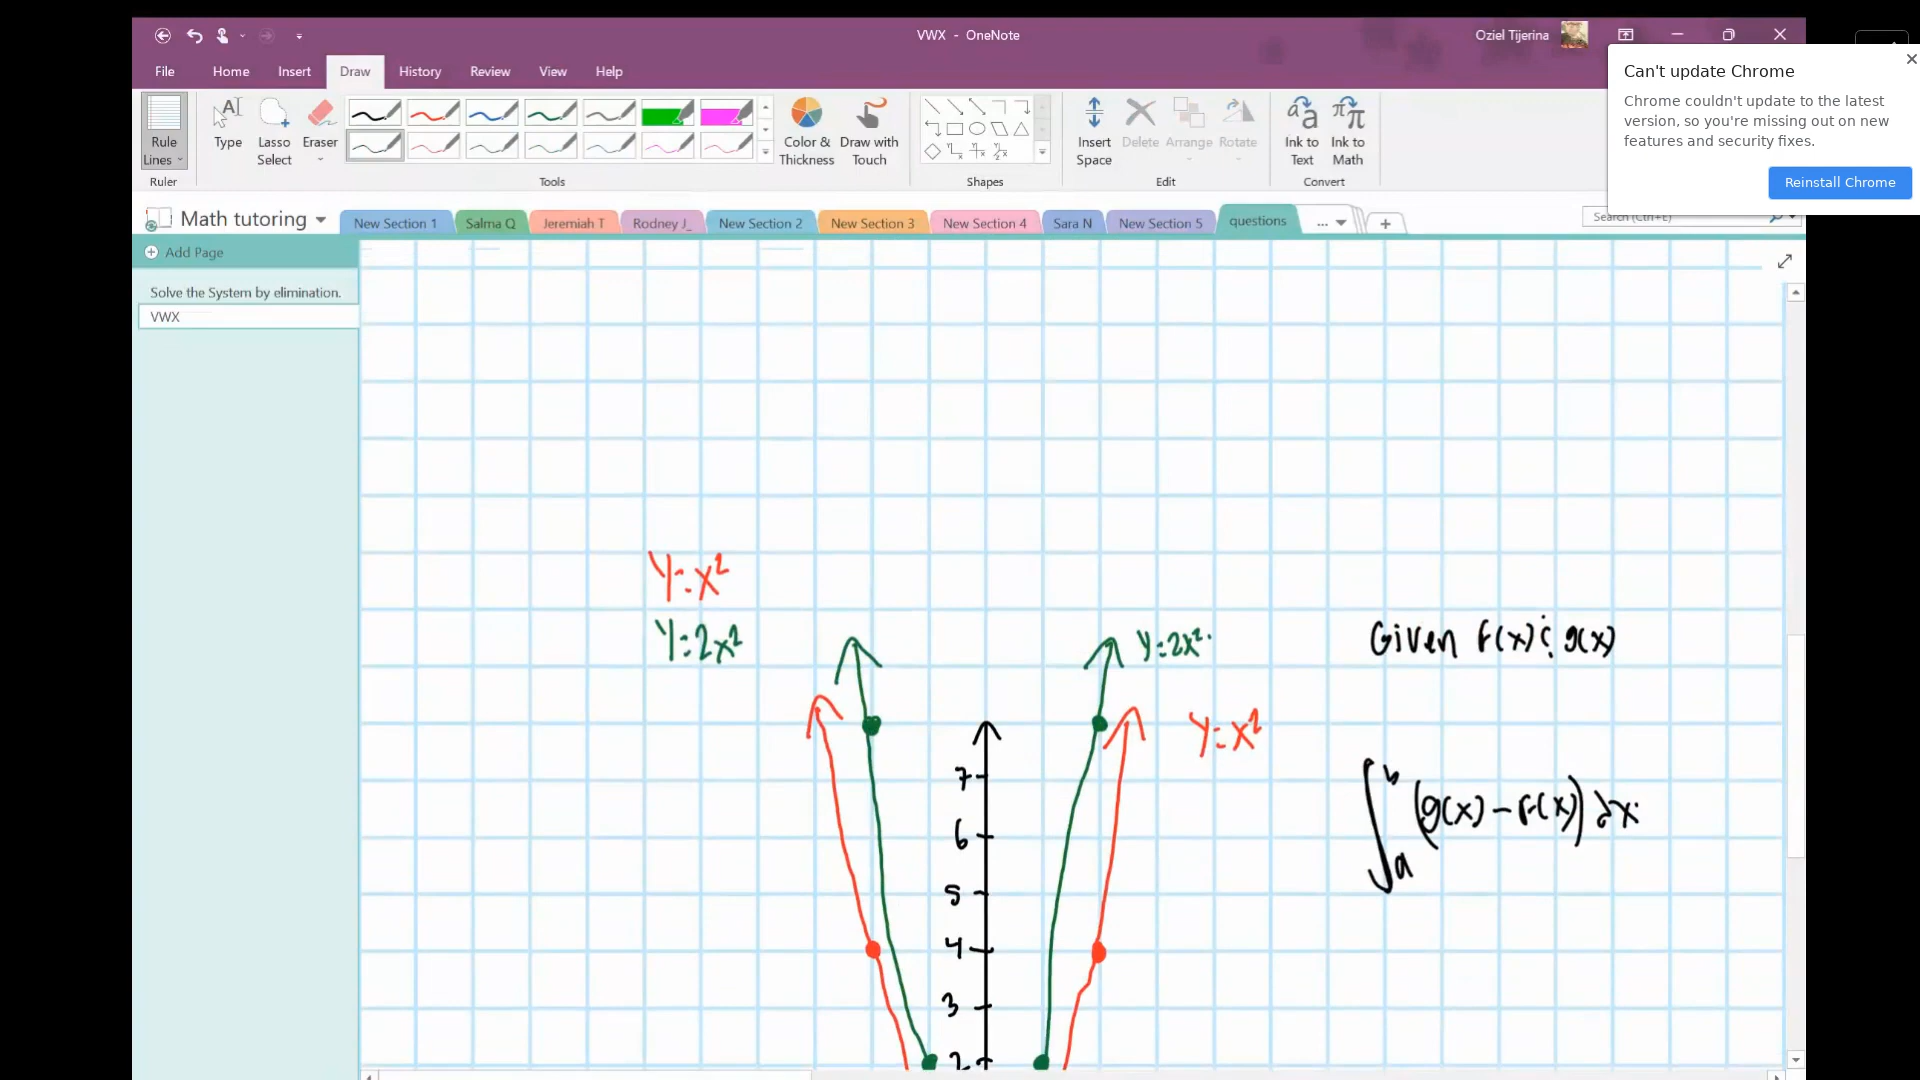 VWX - OneNote
Oziel Tijerina
File Home Insert Draw History Review View Help
Can't update Chrome
Chrome couldn't update to the latest
version, so you're missing out on new
features and security fixes.
Reinstall Chrome
Rule Lines
Type
Lasso Select
Eraser
Color & Thickness
Draw with Touch
Insert Space
Delete
Arrange
Rotate
Ink to Text
Ink to Math
Ruler
Tools
Shapes
Edit
Convert
Math tutoring
New Section 1
Salma Q
Jeremiah T
Rodney J_
New Section 2
New Section 3
New Section 4
Sara N
New Section 5
questions
...
Search (Ctrl+E)
Add Page
Solve the System by elimination.
VWX
Y=x²
Y=2x²
y=2x²
Y=x²
Given f(x) & g(x)
∫ₐᵇ (g(x) - f(x)) dx
7
6
5
4
3
2